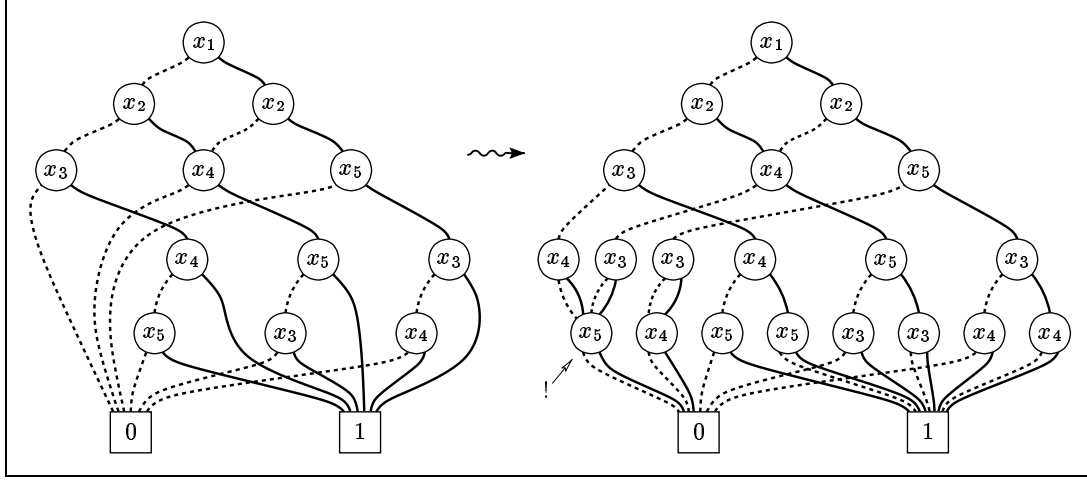 x1 x1
x2 x2 x2 x2
x3 x4 x5 x3 x4 x5
x4 x5 x3 x4 x3 x3 x4 x5 x3
x5 x3 x4 x5 x4 x5 x5 x3 x3 x4 x4
!
0 1 0 1